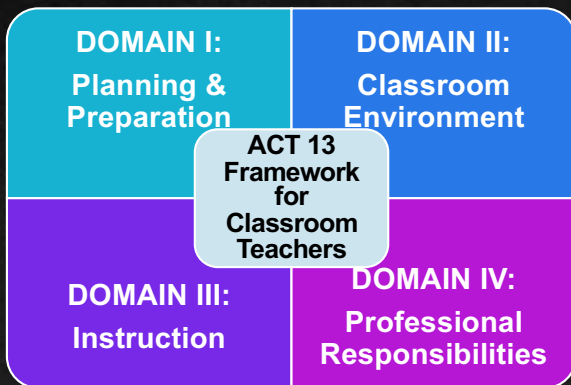 DOMAIN I:
Planning &
Preparation
DOMAIN II:
Classroom
Environment
ACT 13
Framework
for
Classroom
Teachers
DOMAIN III:
Instruction
DOMAIN IV:
Professional
Responsibilities